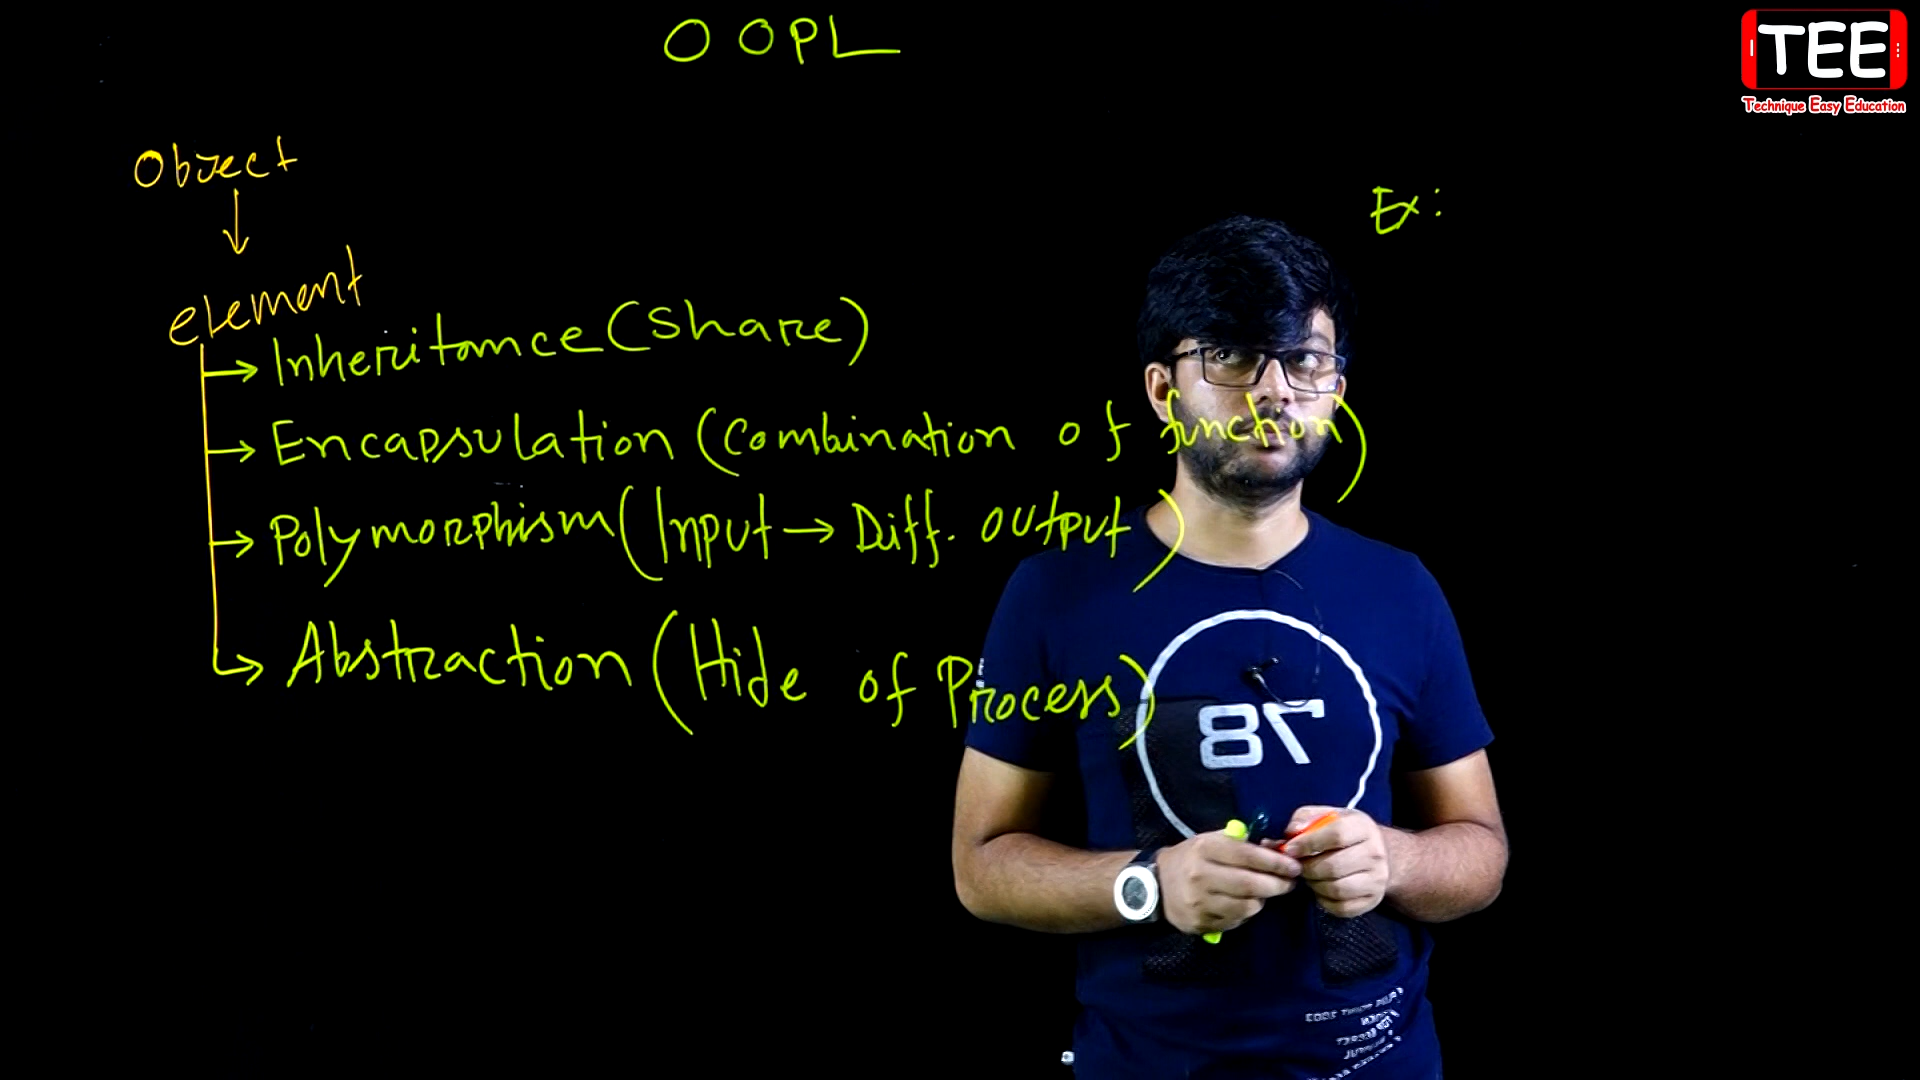 OOPL
TEE
Technique Easy Education
Object
Ex:
element
Inheritance (Share)
Encapsulation (Combination of function)
Polymorphism (Input → Diff. output)
Abstraction (Hide of Process)
78